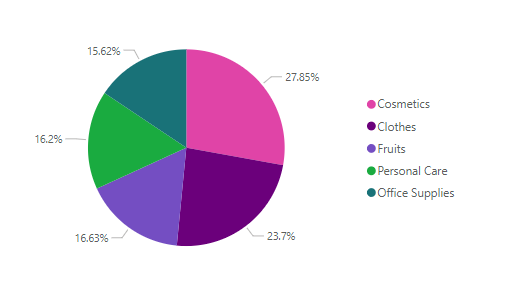 15.62%
27.85%
16.2%
16.63%
23.7%
Cosmetics
Clothes
Fruits
Personal Care
Office Supplies